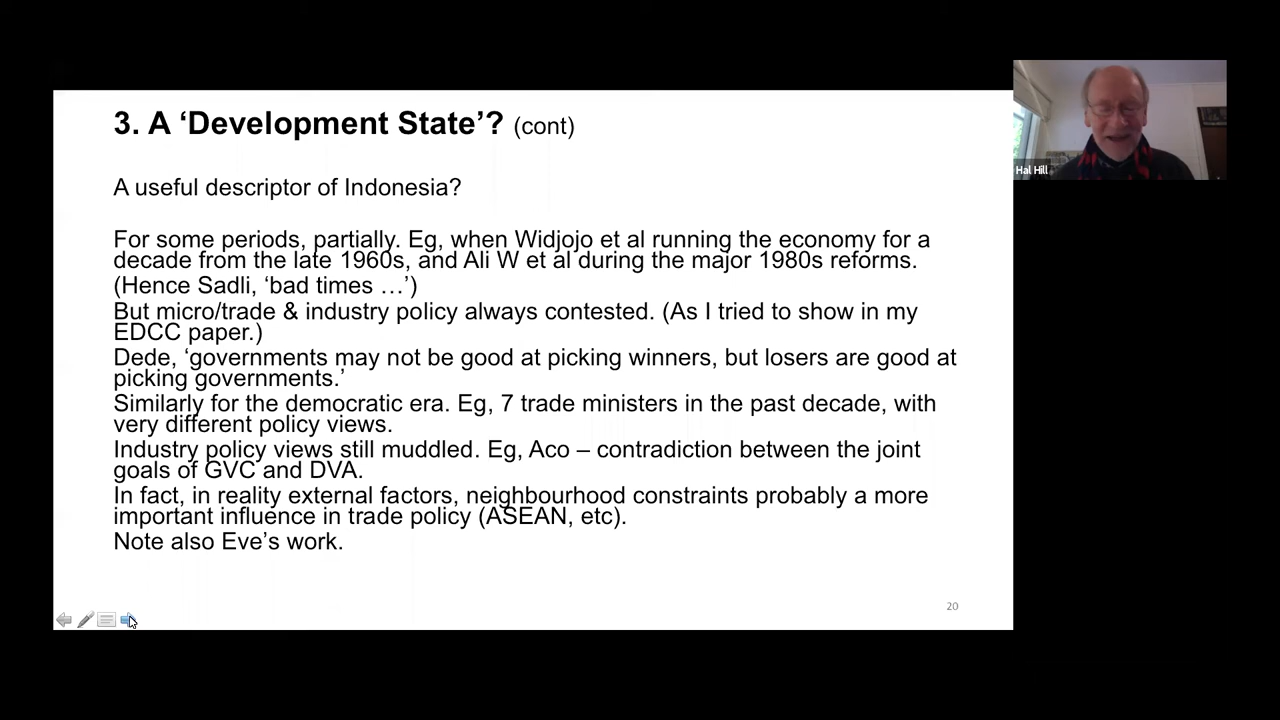 3. A ‘Development State’? (cont)
A useful descriptor of Indonesia?
For some periods, partially. Eg, when Widjojo et al running the economy for a
decade from the late 1960s, and Ali W et al during the major 1980s reforms.
(Hence Sadli, ‘bad times …’)
But micro/trade & industry policy always contested. (As I tried to show in my
EDCC paper.)
Dede, ‘governments may not be good at picking winners, but losers are good at
picking governments.’
Similarly for the democratic era. Eg, 7 trade ministers in the past decade, with
very different policy views.
Industry policy views still muddled. Eg, Aco – contradiction between the joint
goals of GVC and DVA.
In fact, in reality external factors, neighbourhood constraints probably a more
important influence in trade policy (ASEAN, etc).
Note also Eve’s work.
20
Hal Hill